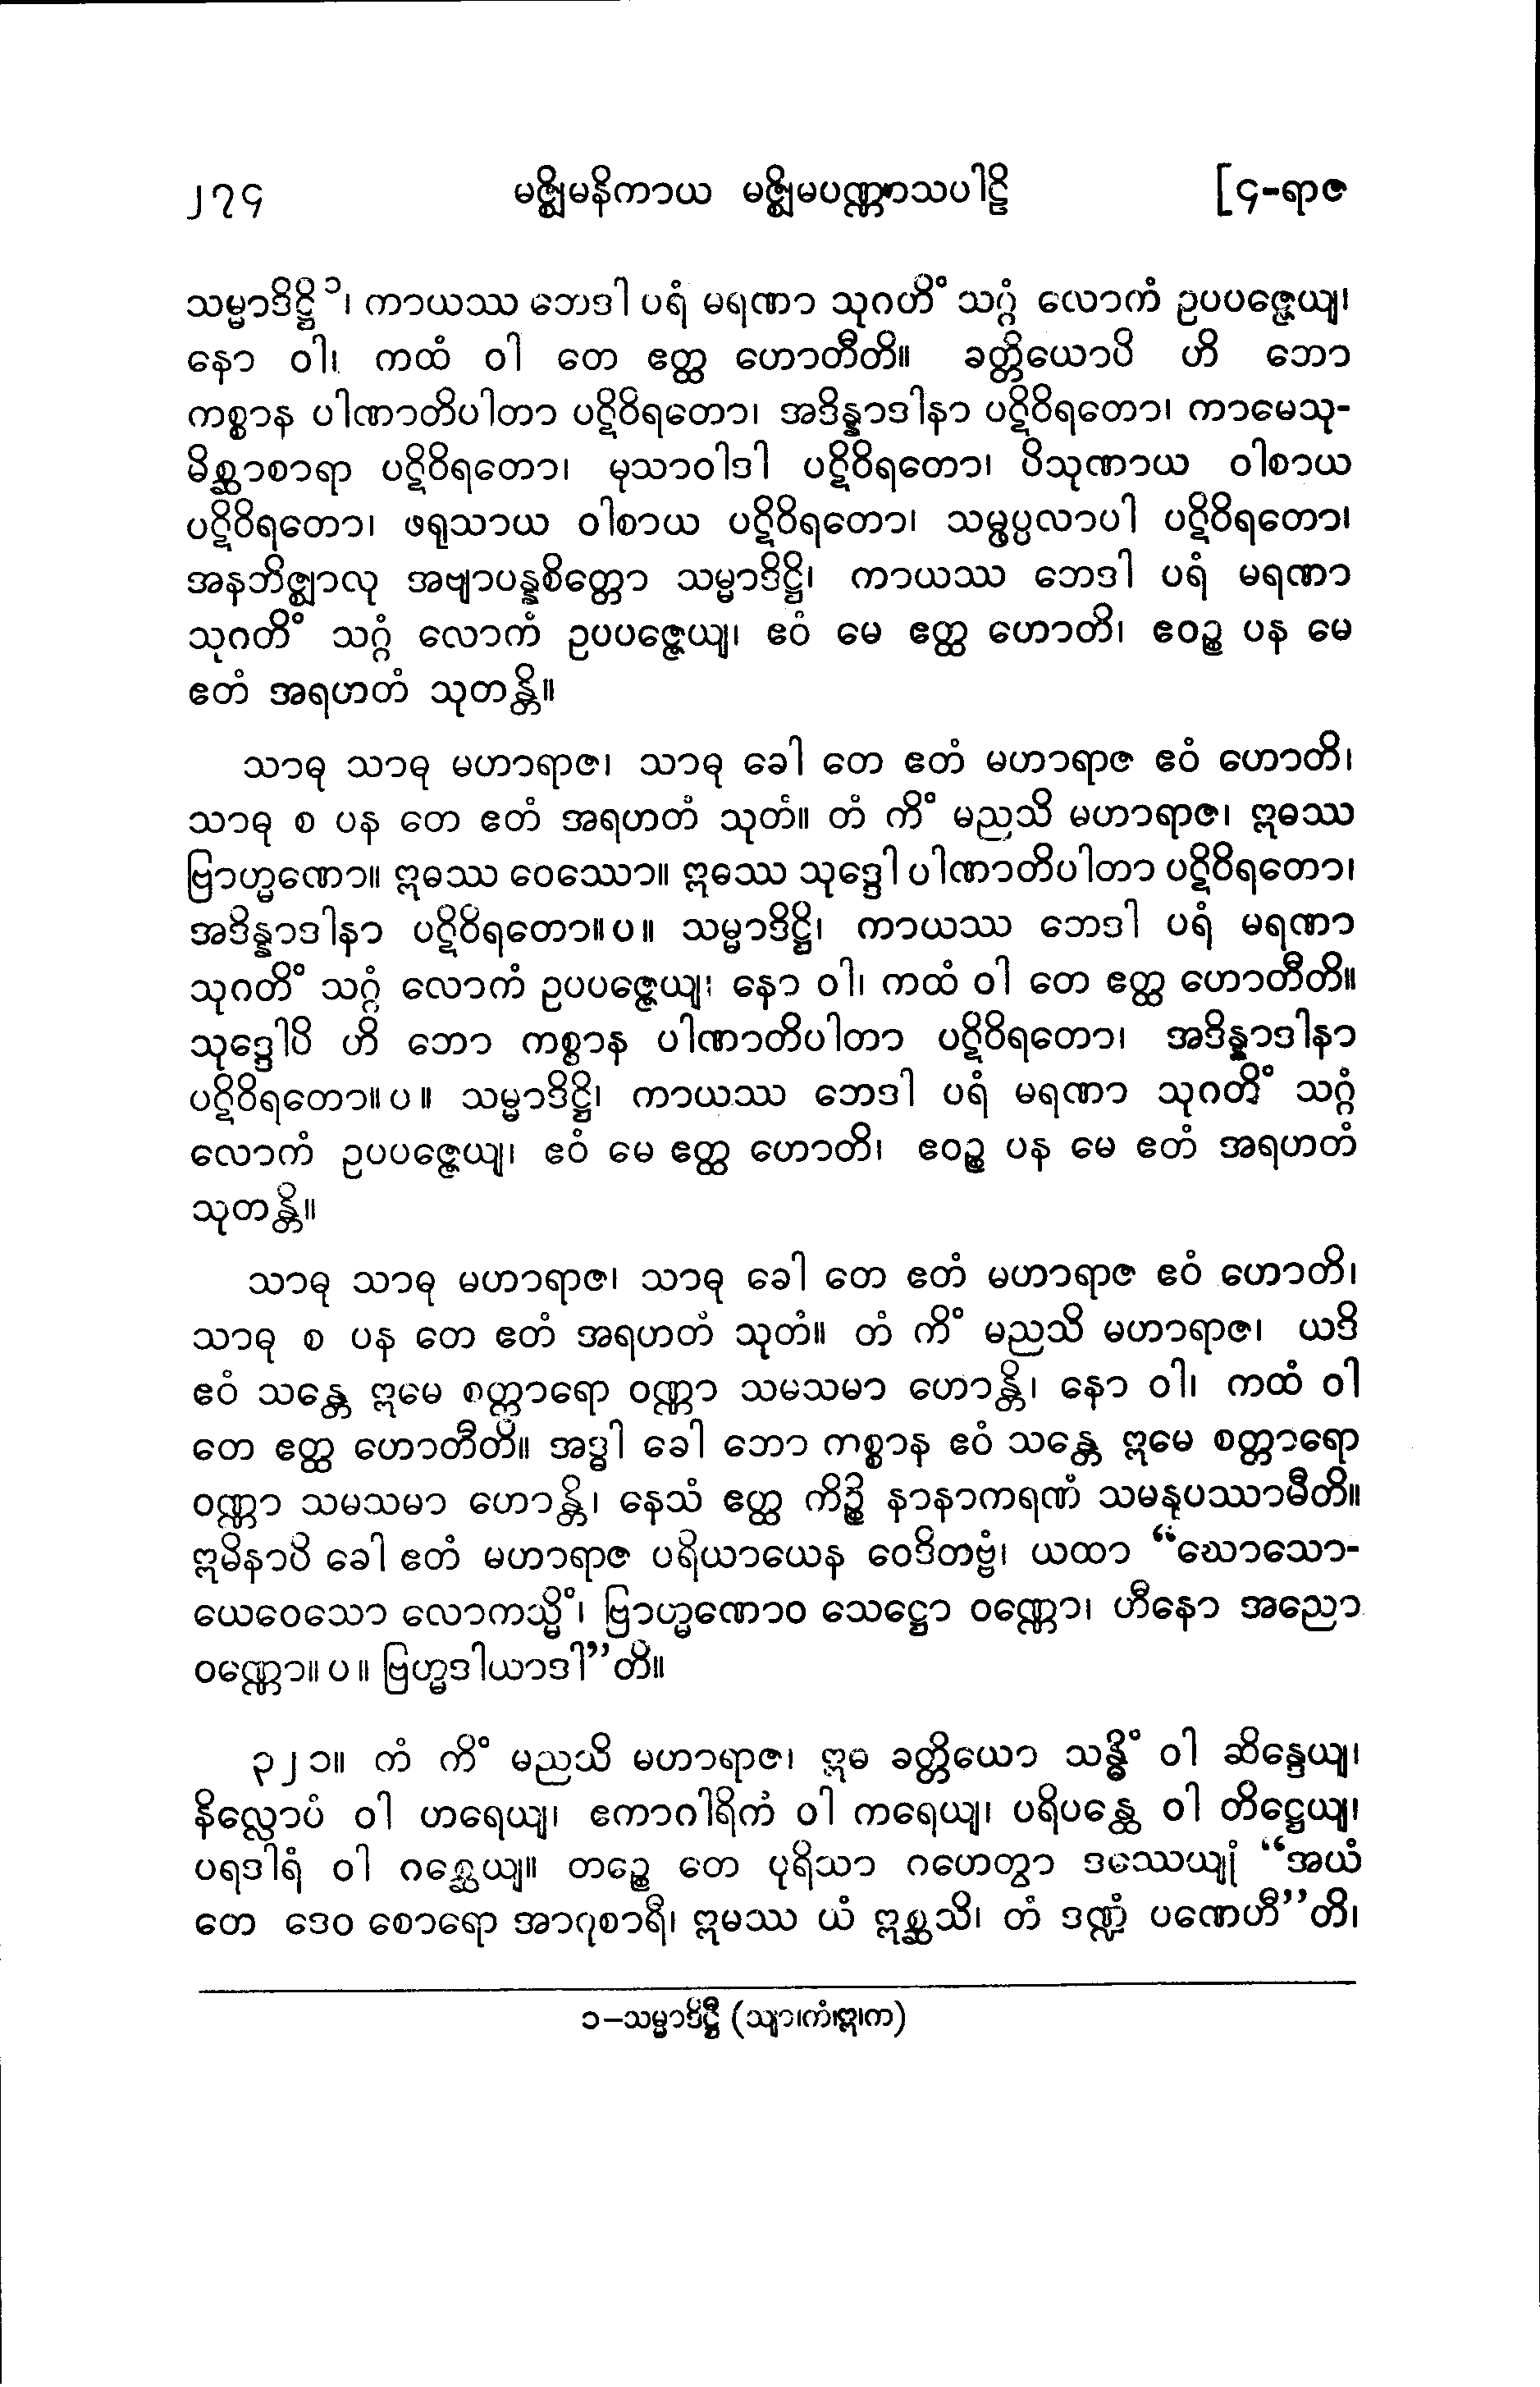 ၂၇၄ မဇ္ဈိမနိကာယ မဇ္ဈိမပဏ္ဏာသပါဠိ [၄-ရာဇ
သမ္မာဒိဋ္ဌိ၁၊ ကာယဿ ဘေဒါ ပရံ မရဏာ သုဂတိံ သဂ္ဂံ လောကံ ဥပပဇ္ဇေယျ၊
နော ဝါ၊ ကထံ ဝါ တေ ဧတ္ထ ဟောတီတိ။ ခတ္တိယောပိ ဟိ ဘော
ကစ္စာန ပါဏာတိပါတာ ပဋိဝိရတော၊ အဒိန္နာဒါနာ ပဋိဝိရတော၊ ကာမေသု-
မိစ္ဆာစာရာ ပဋိဝိရတော၊ မုသာဝါဒါ ပဋိဝိရတော၊ ပိသုဏာယ ဝါစာယ
ပဋိဝိရတော၊ ဖရုသာယ ဝါစာယ ပဋိဝိရတော၊ သမ္ဖပ္ပလာပါ ပဋိဝိရတော၊
အနဘိဇ္ဈာလု အဗျာပန္နစိတ္တော သမ္မာဒိဋ္ဌိ၊ ကာယဿ ဘေဒါ ပရံ မရဏာ
သုဂတိံ သဂ္ဂံ လောကံ ဥပပဇ္ဇေယျ၊ ဧဝံ မေ ဧတ္ထ ဟောတိ၊ ဧဝဉ္စ ပန မေ
ဧတံ အရဟတံ သုတန္တိ။
သာဓု သာဓု မဟာရာဇ၊ သာဓု ခေါ တေ ဧတံ မဟာရာဇ ဧဝံ ဟောတိ၊
သာဓု စ ပန တေ ဧတံ အရဟတံ သုတံ။ တံ ကိံ မညသိ မဟာရာဇ၊ ဣဓဿ
ဗြာဟ္မဏော။ ဣဓဿ ဝေဿော။ ဣဓဿ သုဒ္ဒေါ ပါဏာတိပါတာ ပဋိဝိရတော၊
အဒိန္နာဒါနာ ပဋိဝိရတော။ပ။ သမ္မာဒိဋ္ဌိ၊ ကာယဿ ဘေဒါ ပရံ မရဏာ
သုဂတိံ သဂ္ဂံ လောကံ ဥပပဇ္ဇေယျ၊ နော ဝါ၊ ကထံ ဝါ တေ ဧတ္ထ ဟောတီတိ။
သုဒ္ဒေါပိ ဟိ ဘော ကစ္စာန ပါဏာတိပါတာ ပဋိဝိရတော၊ အဒိန္နာဒါနာ
ပဋိဝိရတော။ပ။ သမ္မာဒိဋ္ဌိ၊ ကာယဿ ဘေဒါ ပရံ မရဏာ သုဂတိံ သဂ္ဂံ
လောကံ ဥပပဇ္ဇေယျ၊ ဧဝံ မေ ဧတ္ထ ဟောတိ၊ ဧဝဉ္စ ပန မေ ဧတံ အရဟတံ
သုတန္တိ။
သာဓု သာဓု မဟာရာဇ၊ သာဓု ခေါ တေ ဧတံ မဟာရာဇ ဧဝံ ဟောတိ၊
သာဓု စ ပန တေ ဧတံ အရဟတံ သုတံ။ တံ ကိံ မညသိ မဟာရာဇ၊ ယဒိ
ဧဝံ သန္တေ ဣမေ စတ္တာရော ဝဏ္ဏာ သမသမာ ဟောန္တိ၊ နော ဝါ၊ ကထံ ဝါ
တေ ဧတ္ထ ဟောတီတိ။ အဒ္ဓါ ခေါ ဘော ကစ္စာန ဧဝံ သန္တေ ဣမေ စတ္တာရော
ဝဏ္ဏာ သမသမာ ဟောန္တိ၊ နေသံ ဧတ္ထ ကိဉ္စိ နာနာကရဏံ သမနုပဿာမီတိ။
ဣမိနာပိ ခေါ ဧတံ မဟာရာဇ ပရိယာယေန ဝေဒိတဗ္ဗံ၊ ယထာ “ဃောသော-
ယေဝေသော လောကသ္မိံ၊ ဗြာဟ္မဏောဝ သေဋ္ဌော ဝဏ္ဏော၊ ဟီနော အညော
ဝဏ္ဏော။ပ။ ဗြဟ္မဒါယာဒါ”တိ။
၃၂၁။ တံ ကိံ မညသိ မဟာရာဇ၊ ဣဓ ခတ္တိယော သန္ဓိံ ဝါ ဆိန္ဒေယျ၊
နိလ္လောပံ ဝါ ဟရေယျ၊ ဧကာဂါရိကံ ဝါ ကရေယျ၊ ပရိပန္ထေ ဝါ တိဋ္ဌေယျ၊
ပရဒါရံ ဝါ ဂစ္ဆေယျ။ တဉ္စေ တေ ပုရိသာ ဂဟေတွာ ဒဿေယျုံ “အယံ
တေ ဒေဝ စောရော အာဂုစာရီ၊ ဣမဿ ယံ ဣစ္ဆသိ၊ တံ ဒဏ္ဍံ ပဏေဟီ”တိ၊
၁−သမ္မာဒိဋ္ဌီ (သျာ၊ကံ၊ဣ၊က)